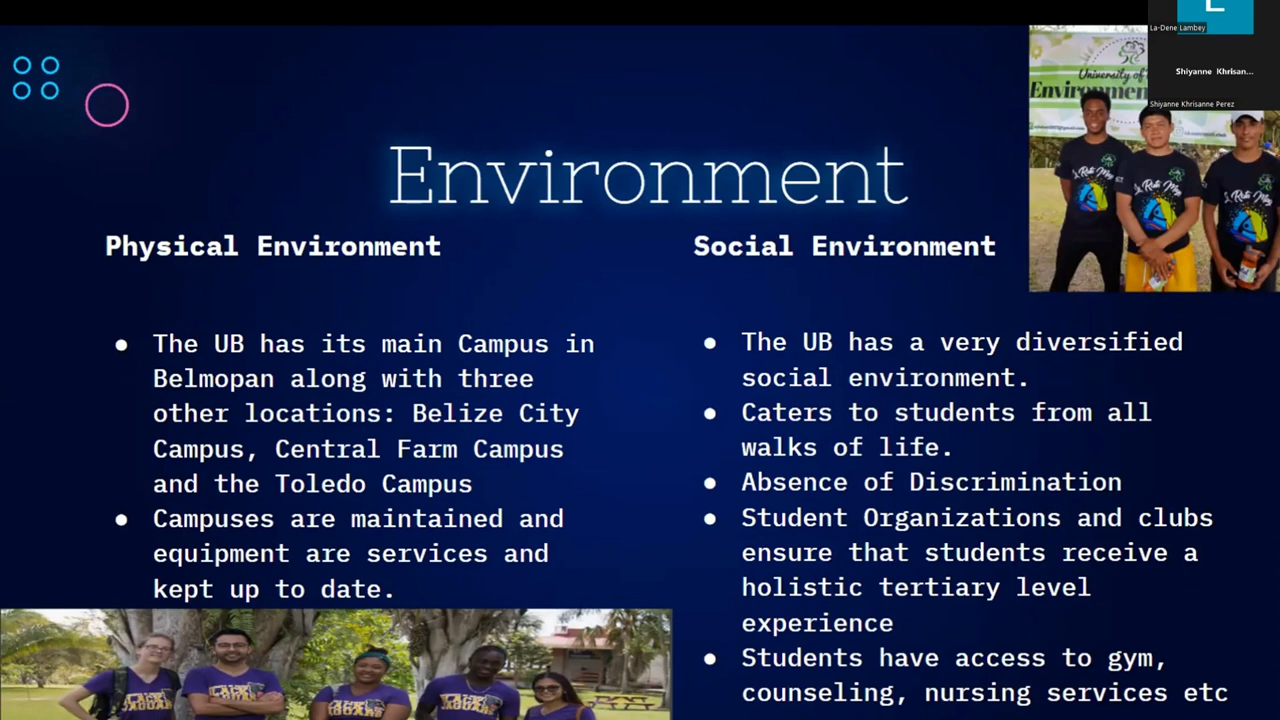 La-Dene Lambey
Shiyanne Khrisan...
Shiyanne Khrisanne Perez
University of
Environmen
Environment
Physical Environment
Social Environment
● The UB has its main Campus in
Belmopan along with three
other locations: Belize City
Campus, Central Farm Campus
and the Toledo Campus
● Campuses are maintained and
equipment are services and
kept up to date.
● The UB has a very diversified
social environment.
● Caters to students from all
walks of life.
● Absence of Discrimination
● Student Organizations and clubs
ensure that students receive a
holistic tertiary level
experience
● Students have access to gym,
counseling, nursing services etc